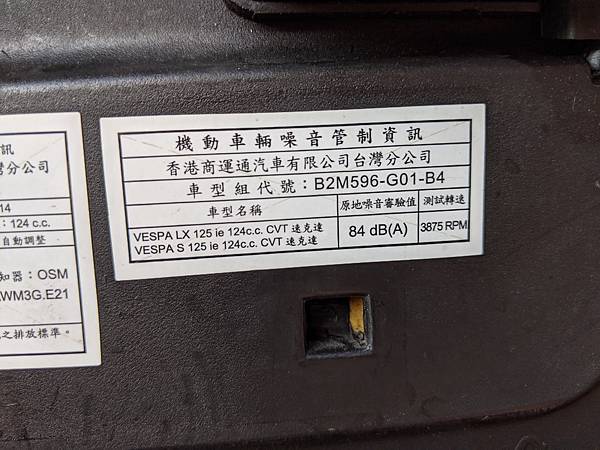 機動車輛噪音管制資訊
香港商運通汽車有限公司台灣分公司
車型組代號：B2M596-G01-B4
車型名稱 原地噪音審驗值 測試轉速
VESPA LX 125 ie 124c.c. CVT 速克達
VESPA S 125 ie 124c.c. CVT 速克達
84 dB(A) 3875 RPM
訊
灣分公司
14
：124 c.c.
自動調整
知器：OSM
WM3G.E21
之排放標準。